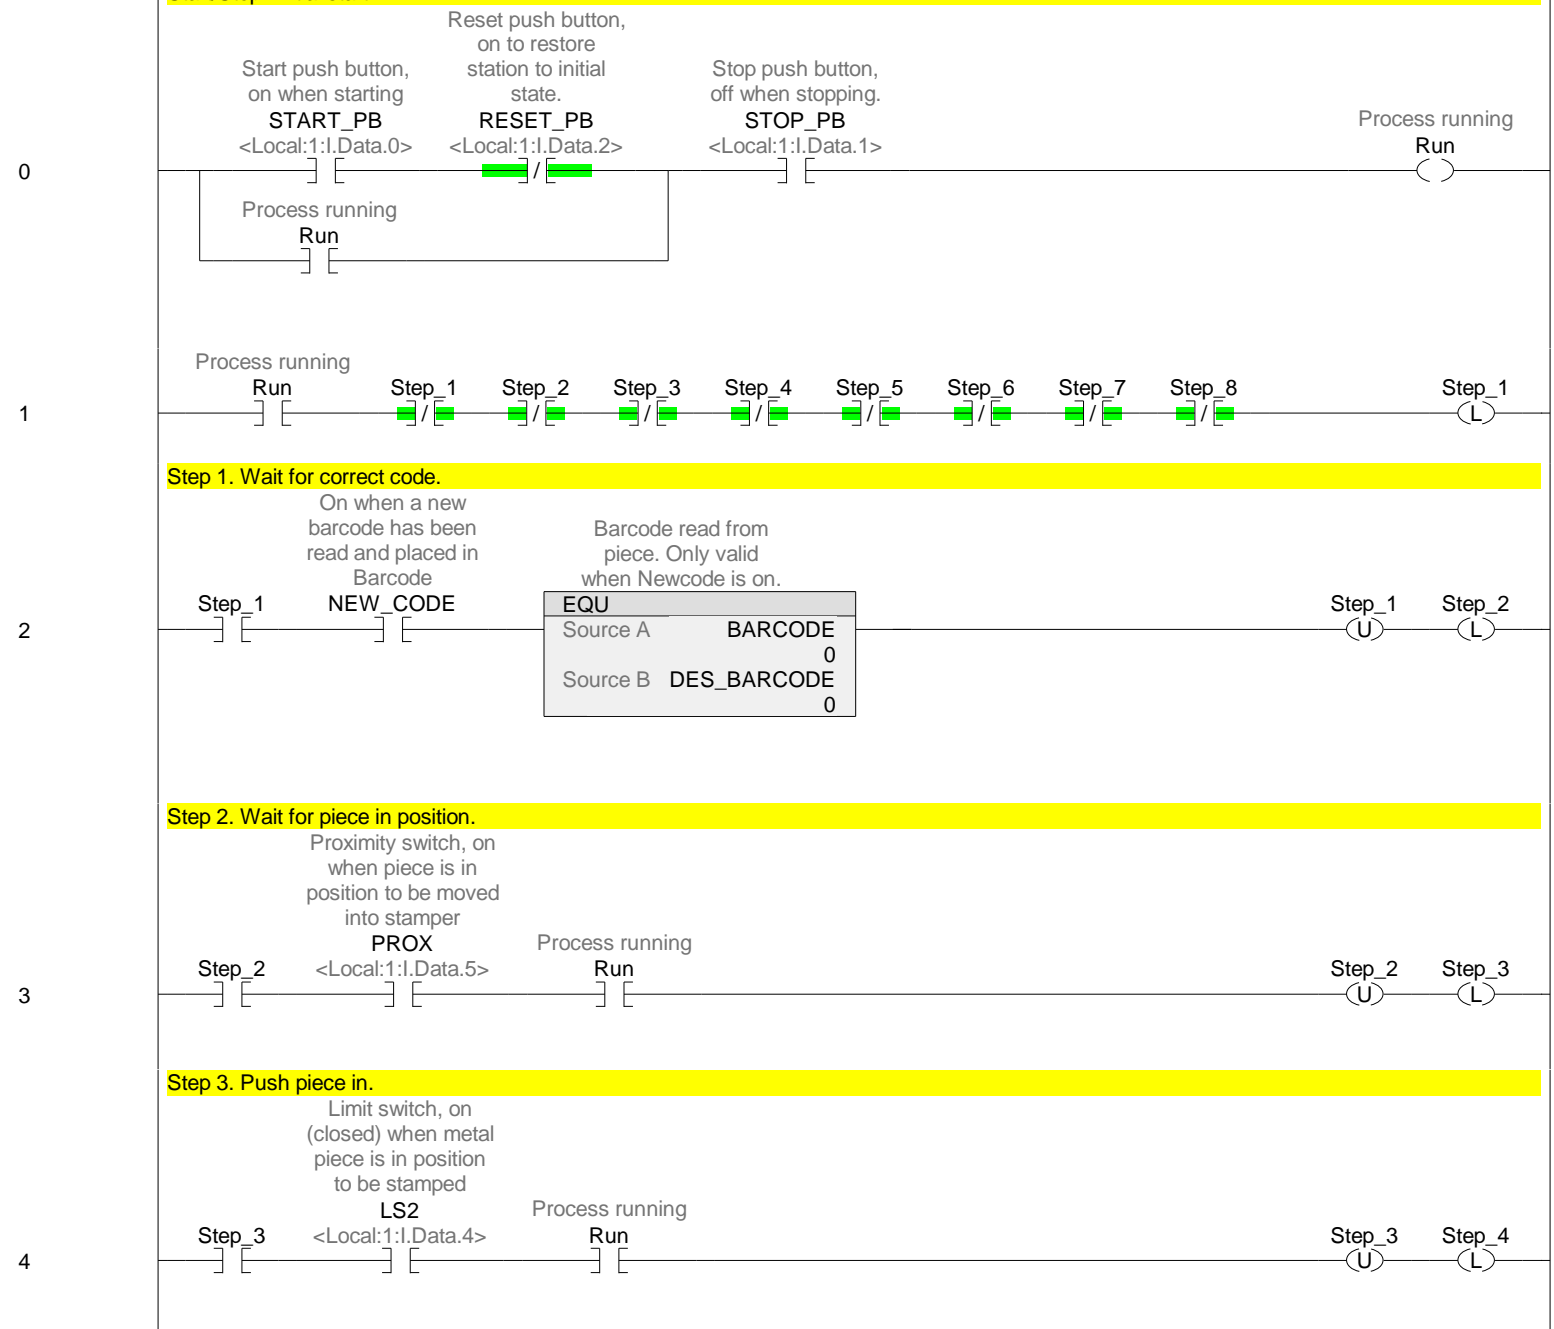 Reset push button,
on to restore
station to initial
state.
Start push button,
on when starting
Stop push button,
off when stopping.
START_PB
RESET_PB
STOP_PB
Process running
<Local:1:I.Data.0>
<Local:1:I.Data.2>
<Local:1:I.Data.1>
Run
0
/
Process running
Run
Process running
Run
Step_1
Step_2
Step_3
Step_4
Step_5
Step_6
Step_7
Step_8
Step_1
1
/
/
/
/
/
/
/
/
L
Step 1. Wait for correct code.
On when a new
barcode has been
read and placed in
Barcode
Barcode read from
piece. Only valid
when Newcode is on.
Step_1
NEW_CODE
EQU
Step_1
Step_2
2
Source A
BARCODE
0
Source B
DES_BARCODE
0
U
L
Step 2. Wait for piece in position.
Proximity switch, on
when piece is in
position to be moved
into stamper
PROX
Process running
Step_2
<Local:1:I.Data.5>
Run
Step_2
Step_3
3
U
L
Step 3. Push piece in.
Limit switch, on
(closed) when metal
piece is in position
to be stamped
LS2
Process running
Step_3
<Local:1:I.Data.4>
Run
Step_3
Step_4
4
U
L